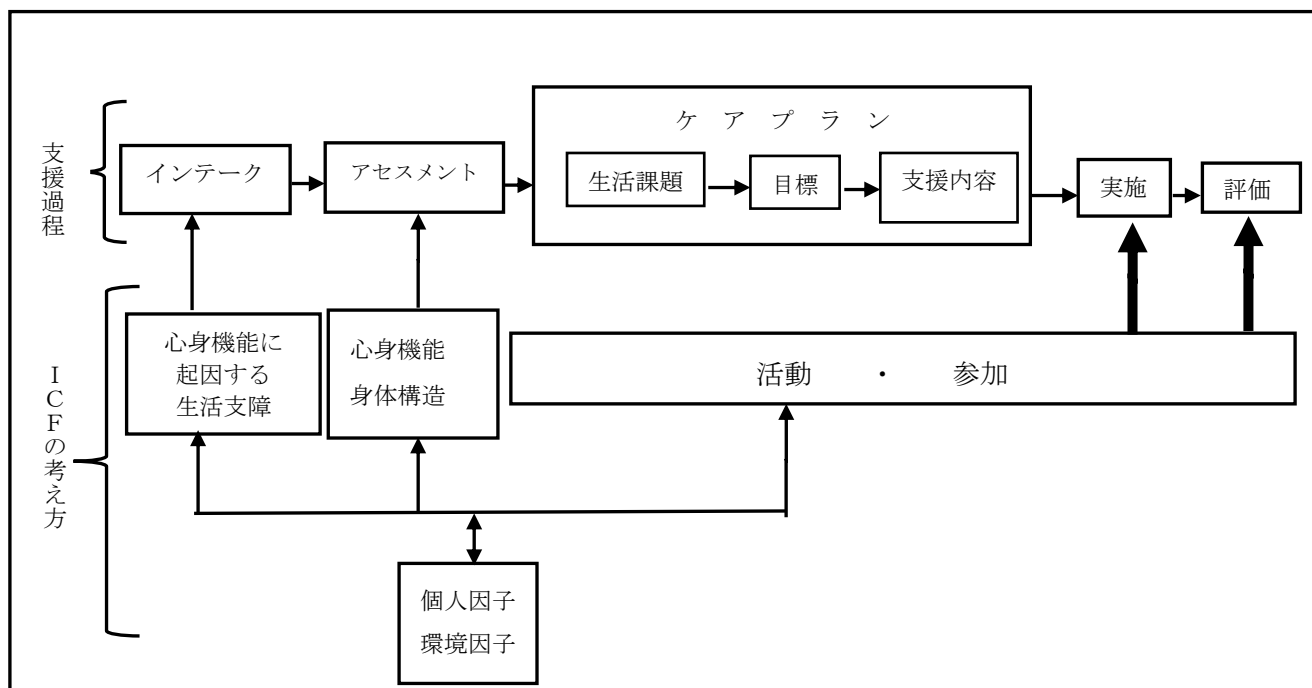 支援過程
インテーク
アセスメント
ケアプラン
生活課題
目標
支援内容
実施
評価
ICFの考え方
心身機能に
起因する
生活支障
心身機能
身体構造
活動 ・ 参加
個人因子
環境因子